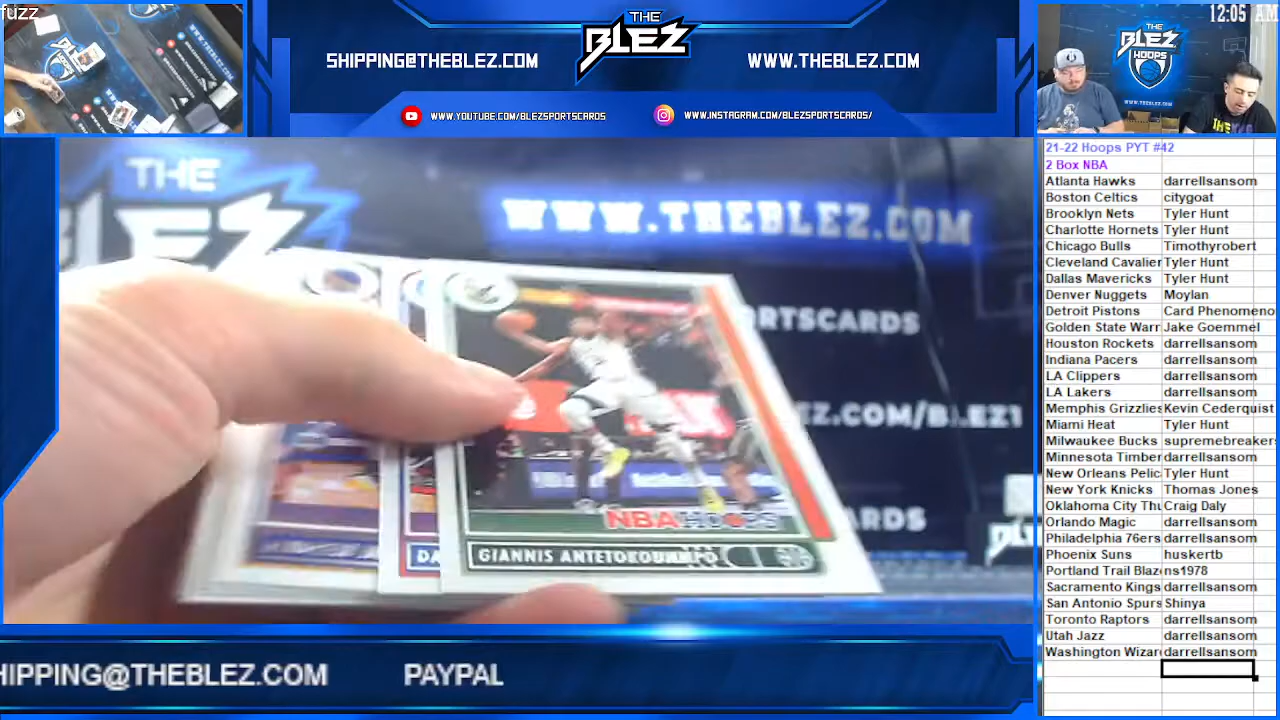 fuzz
12:05 AM
THE
BLEZ
SHIPPING@THEBLEZ.COM
WWW.THEBLEZ.COM
WWW.YOUTUBE.COM/BLEZSPORTSCARDS
WWW.INSTAGRAM.COM/BLEZSPORTSCARDS/
THE
BLEZ
HOOPS
THE
WWW.THEBLEZ.COM
RTSCARDS
EZ.COM/BLEZ1
ARDS
NBA HOOPS
GIANNIS ANTETOKOUNMPO
DA
21-22 Hoops PYT #42
2 Box NBA
Atlanta Hawks darrellsansom
Boston Celtics citygoat
Brooklyn Nets Tyler Hunt
Charlotte Hornets Tyler Hunt
Chicago Bulls Timothyrobert
Cleveland Cavalier Tyler Hunt
Dallas Mavericks Tyler Hunt
Denver Nuggets Moylan
Detroit Pistons Card Phenomeno
Golden State Warr Jake Goemmel
Houston Rockets darrellsansom
Indiana Pacers darrellsansom
LA Clippers darrellsansom
LA Lakers darrellsansom
Memphis Grizzlies Kevin Cederquist
Miami Heat Tyler Hunt
Milwaukee Bucks supremebreaker
Minnesota Timber darrellsansom
New Orleans Pelic Tyler Hunt
New York Knicks Thomas Jones
Oklahoma City Thu Craig Daly
Orlando Magic darrellsansom
Philadelphia 76ers darrellsansom
Phoenix Suns huskertb
Portland Trail Blaz ns1978
Sacramento Kings darrellsansom
San Antonio Spurs Shinya
Toronto Raptors darrellsansom
Utah Jazz darrellsansom
Washington Wizar darrellsansom
HIPPING@THEBLEZ.COM PAYPAL